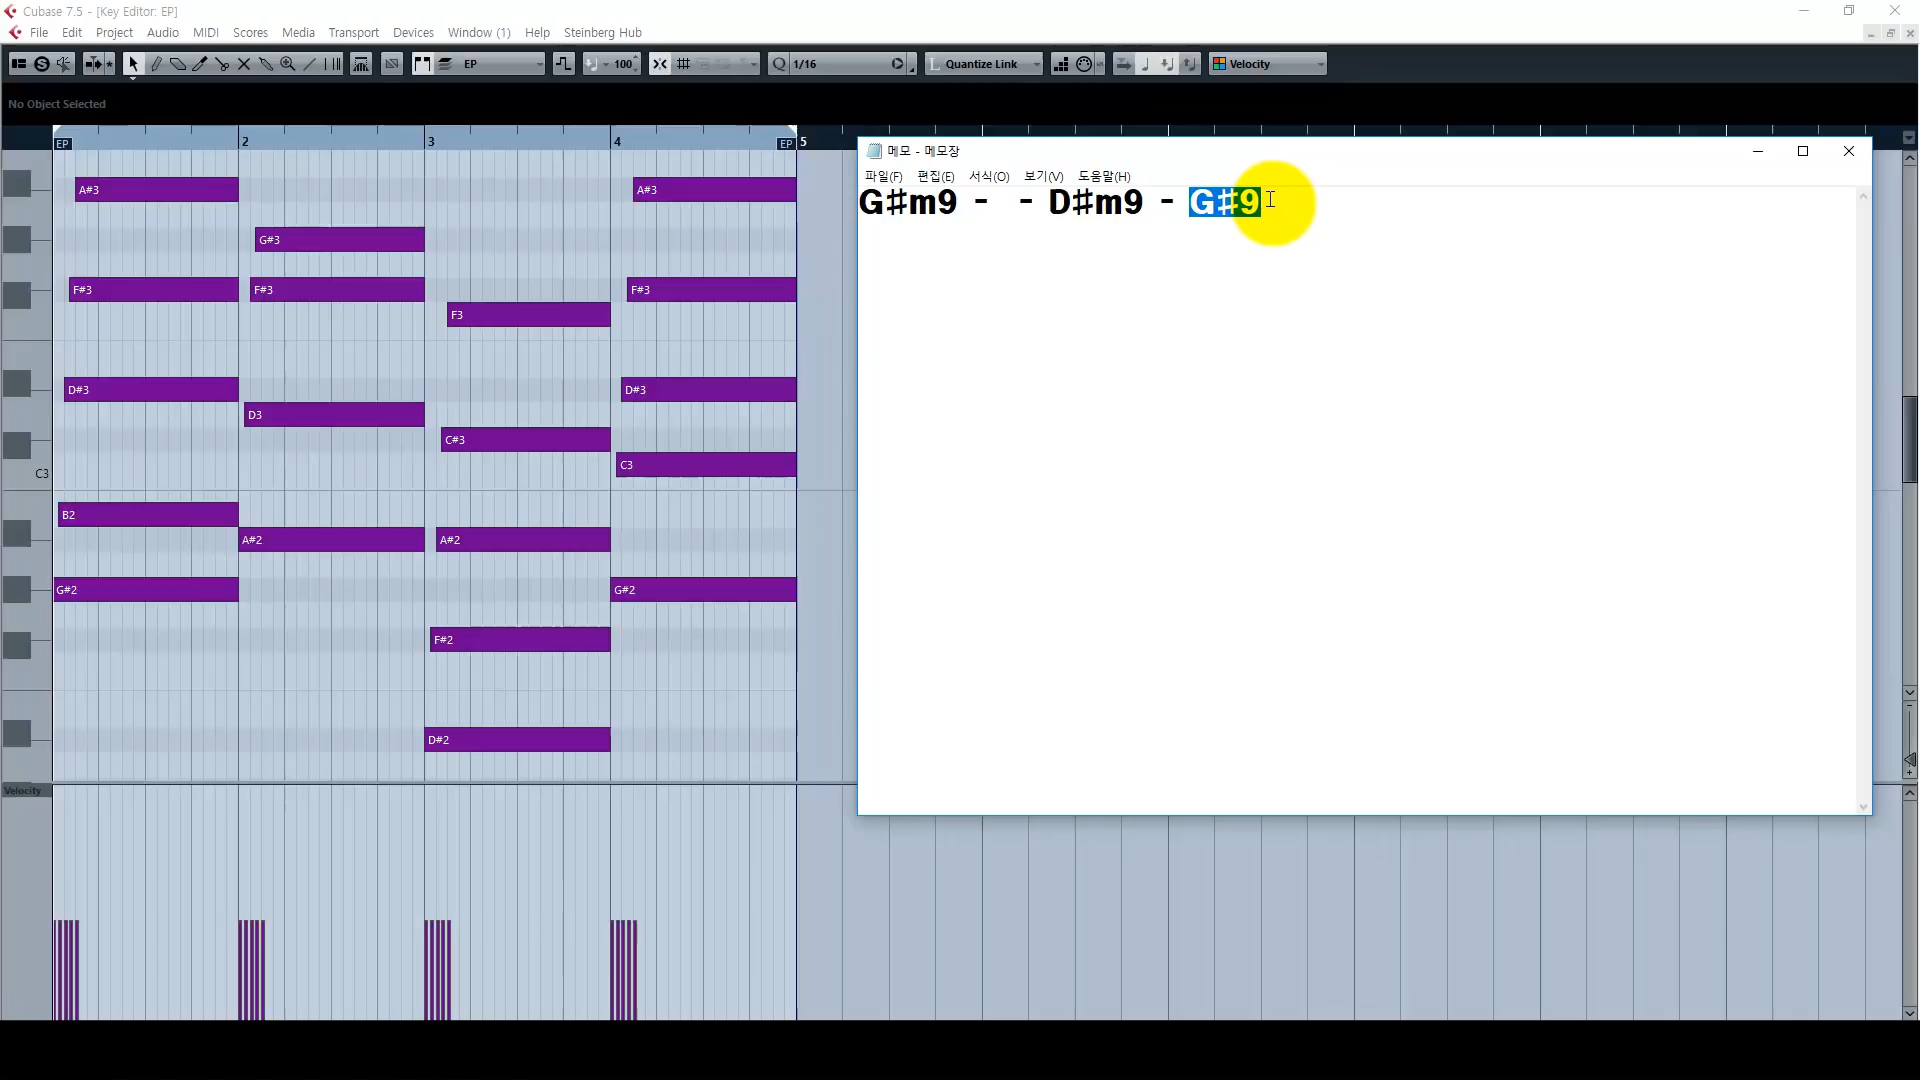 Cubase 7.5 - [Key Editor: EP]
File Edit Project Audio MIDI Scores Media Transport Devices Window (1) Help Steinberg Hub
EP 100 Q 1/16 L Quantize Link Velocity
No Object Selected
EP 2 3 4 EP 5
메모 - 메모장
파일(F) 편집(E) 서식(O) 보기(V) 도움말(H)
G♯m9 - - D♯m9 - G♯9
A#3 A#3
G#3
F#3 F#3 F#3
F3
D#3 D#3
D3
C#3
C3 C3
B2
A#2 A#2
G#2 G#2
F#2
D#2
Velocity